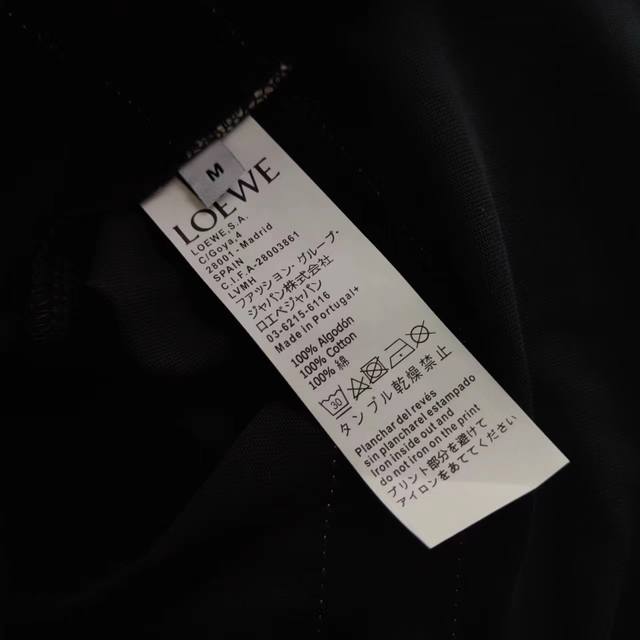 M
LOEWE
LOEWE,S.A.
C/Goya,4
28001-Madrid
SPAIN
C.I.F.A-28003861
LVMH
ファッション・グループ・
ジャパン株式会社
ロエベジャパン
03-6215-6116
Made in Portugal+
100% Algodón
100% Cotton
100% 綿
30
タンブル乾燥禁止
Planchar del revés
sin planchar el estampado
Iron inside out and
do not iron on the print
プリント部分を避けて
アイロンをあててください